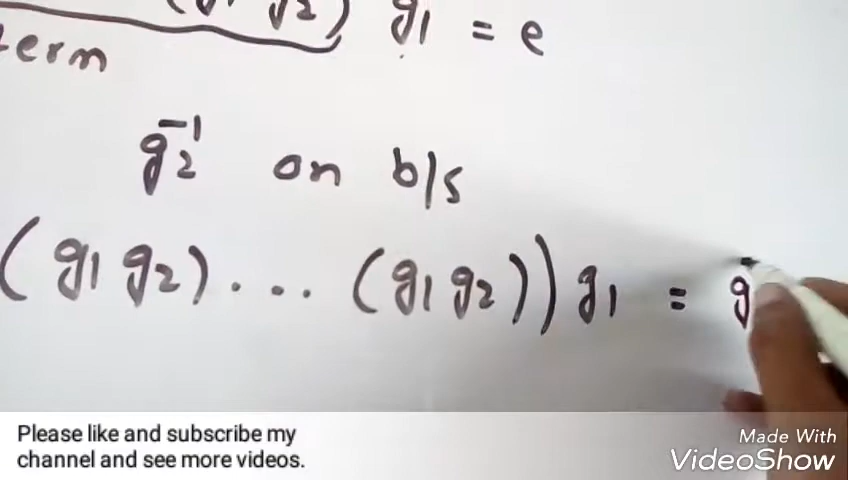 g2) g1 = e
term
g2⁻¹ on b/s
(g1 g2) . ... (g1 g2)) g1 = g
Please like and subscribe my
channel and see more videos.
Made With
VideoShow